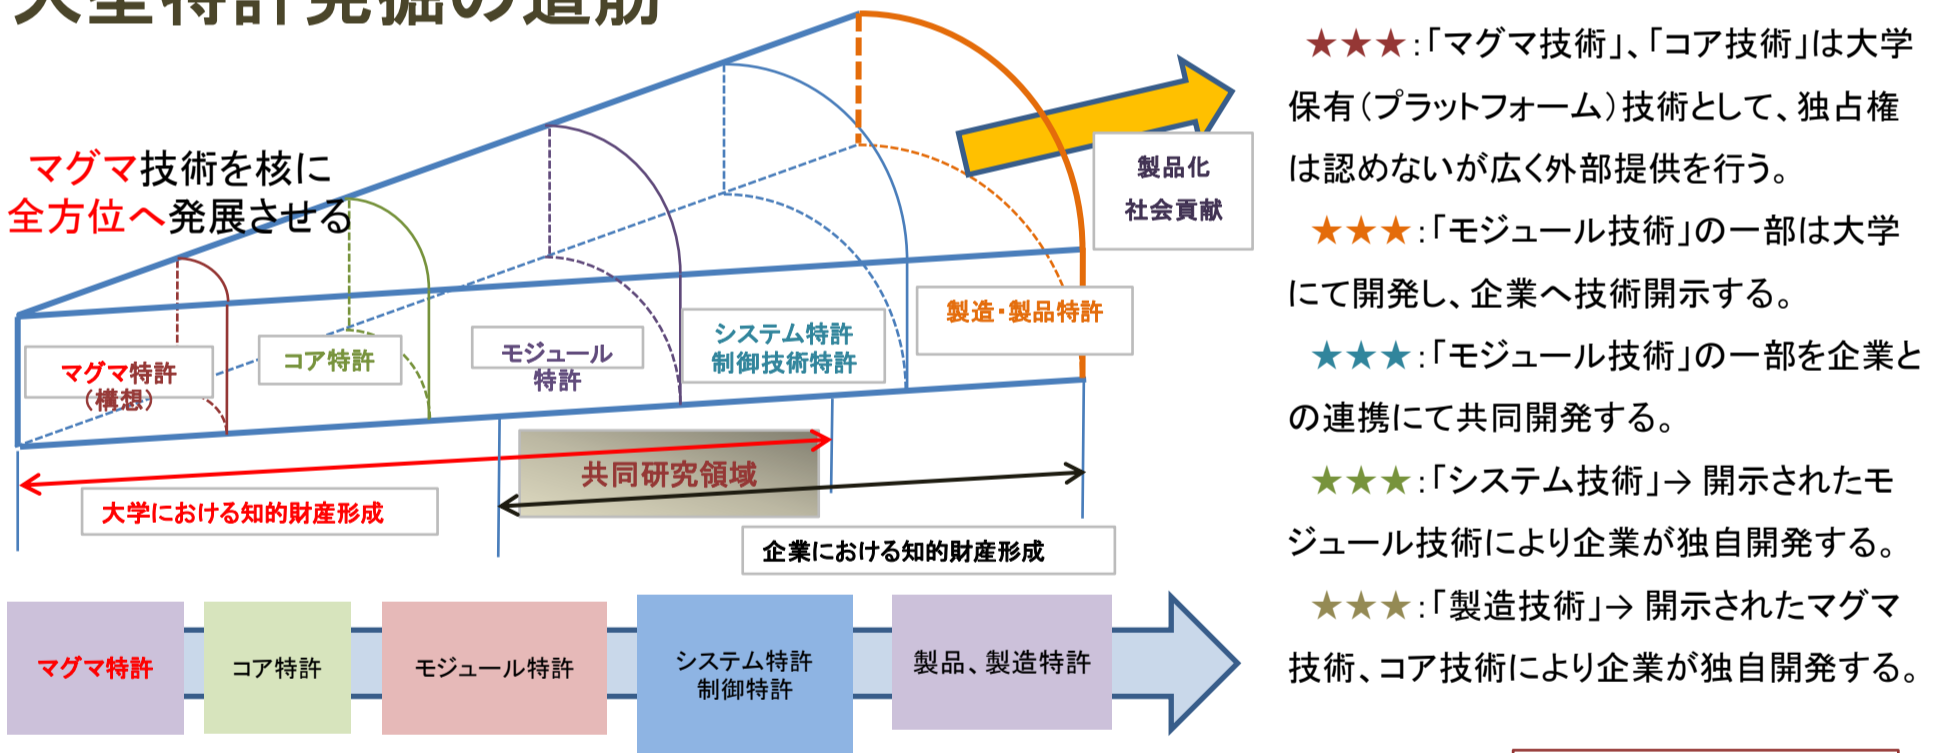 大型特許発掘の道筋
マグマ技術を核に
全方位へ発展させる
マグマ特許
（構想）
コア特許
モジュール
特許
システム特許
制御技術特許
製造・製品特許
製品化
社会貢献
共同研究領域
大学における知的財産形成
企業における知的財産形成
マグマ特許
コア特許
モジュール特許
システム特許
制御特許
製品、製造特許
★★★：「マグマ技術」、「コア技術」は大学
保有（プラットフォーム）技術として、独占権
は認めないが広く外部提供を行う。
★★★：「モジュール技術」の一部は大学
にて開発し、企業へ技術開示する。
★★★：「モジュール技術」の一部を企業と
の連携にて共同開発する。
★★★：「システム技術」→ 開示されたモ
ジュール技術により企業が独自開発する。
★★★：「製造技術」→ 開示されたマグマ
技術、コア技術により企業が独自開発する。